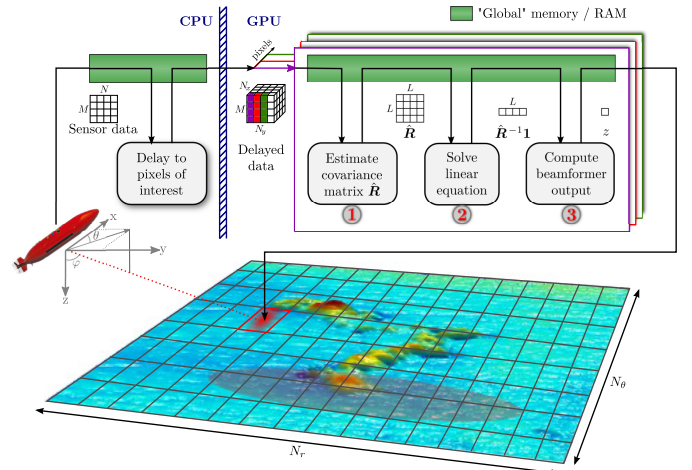 CPU
GPU
"Global" memory / RAM
pixels
N
M
Sensor data
N_x
M
N_y
Delayed
data
L
L
R̂
L
R̂⁻¹1
z
Delay to
pixels of
interest
Estimate
covariance
matrix R̂
Solve
linear
equation
Compute
beamformer
output
1
2
3
x
θ
y
φ
z
N_θ
N_r